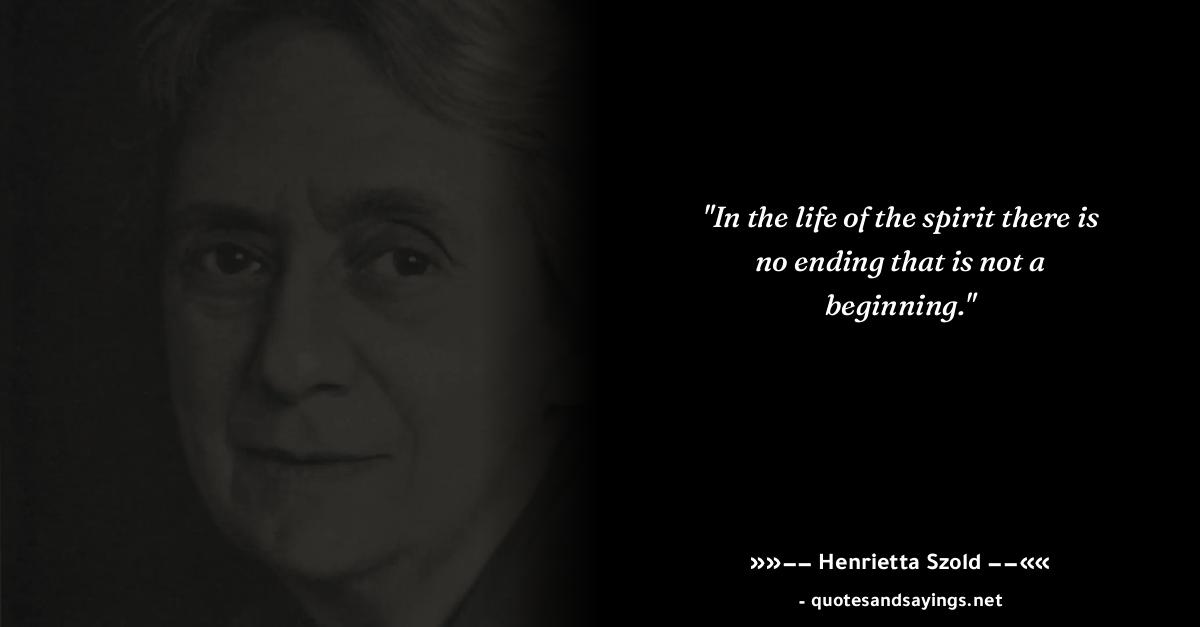 "In the life of the spirit there is
no ending that is not a
beginning."
»»−− Henrietta Szold −−««
- quotesandsayings.net